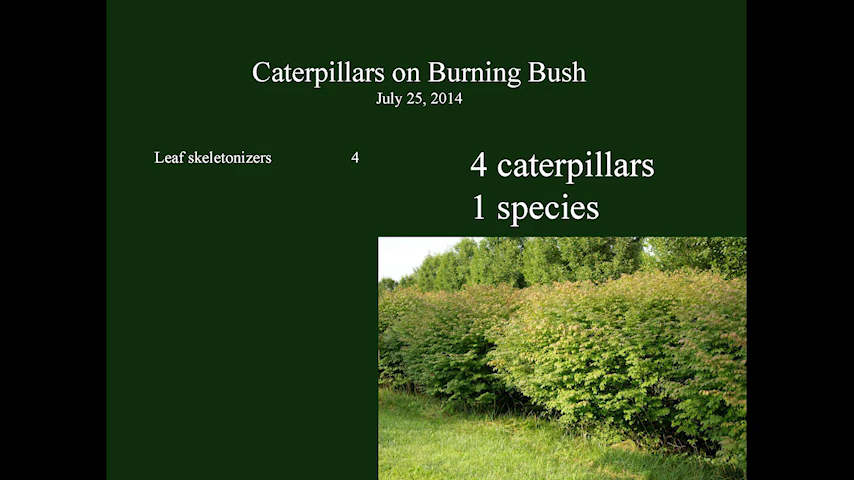 Caterpillars on Burning Bush
July 25, 2014
Leaf skeletonizers 4
4 caterpillars
1 species